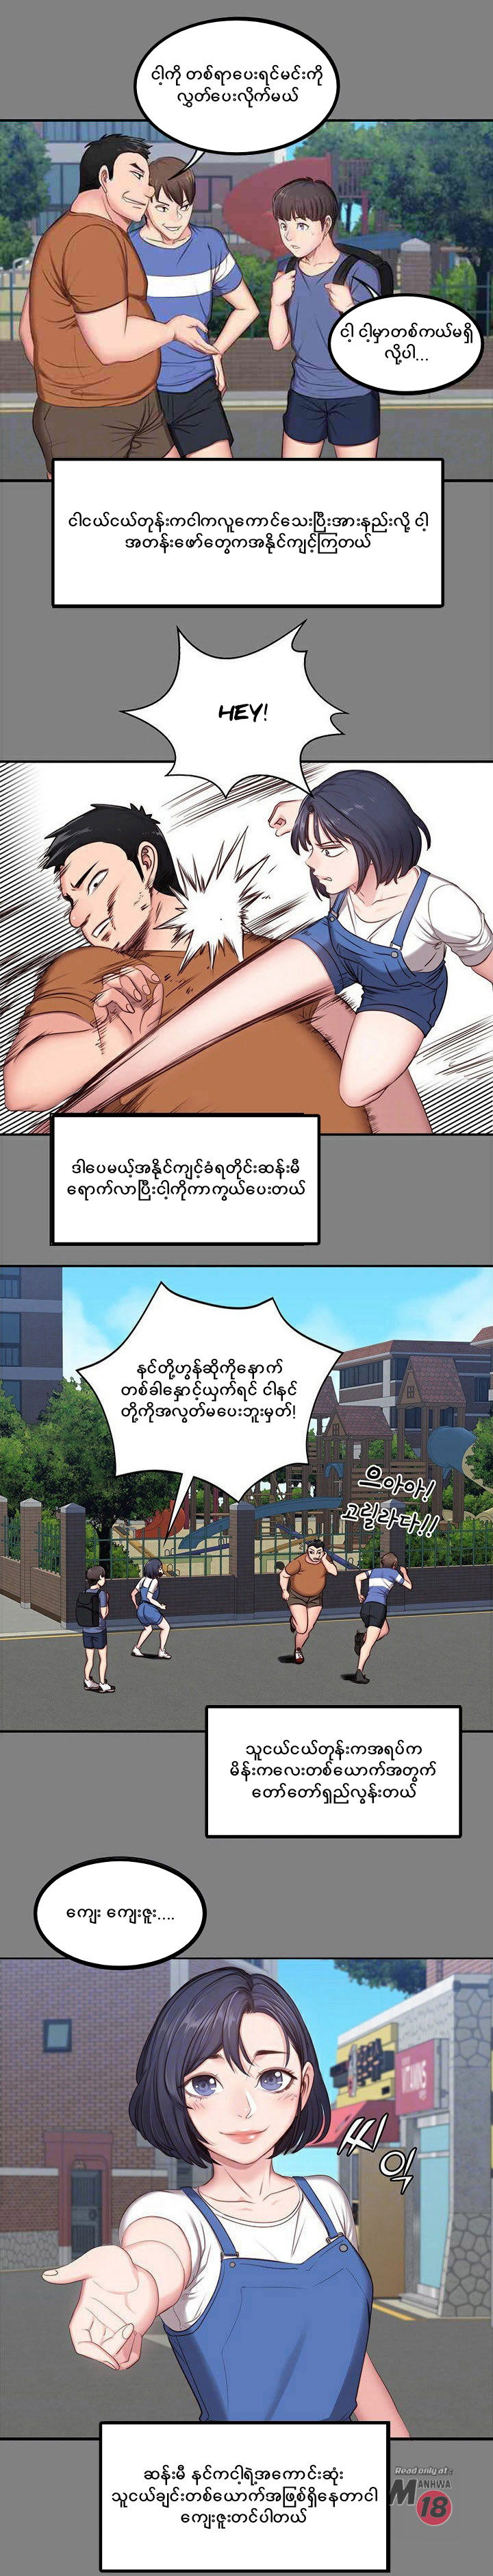 ငါ့ကို တစ်ရာပေးရင်မင်းကို
လွှတ်ပေးလိုက်မယ်
ငါ့ ငါ့မှာတစ်ကယ်မရှိ
လို့ပါ...
ငါငယ်ငယ်တုန်းကငါကလူကောင်သေးပြီးအားနည်းလို့ ငါ့
အတန်းဖော်တွေကအနိုင်ကျင့်ကြတယ်
HEY!
ဒါပေမယ့်အနိုင်ကျင့်ခံရတိုင်းဆန်းမီ
ရောက်လာပြီးငါ့ကိုကာကွယ်ပေးတယ်
နင်တို့ဟွန်ဆိုကိုနောက်
တစ်ခါနှောင့်ယှက်ရင် ငါနင်
တို့ကိုအလွတ်မပေးဘူးမှတ်!
으아아!
고릴라다!!
သူငယ်ငယ်တုန်းကအရပ်က
မိန်းကလေးတစ်ယောက်အတွက်
တော်တော်ရှည်လွန်းတယ်
ကျေး ကျေးဇူး....
씨익
ဆန်းမီ နင်ကငါ့ရဲ့အကောင်းဆုံး
သူငယ်ချင်းတစ်ယောက်အဖြစ်ရှိနေတာငါ
ကျေးဇူးတင်ပါတယ်
Read only at:
MANHWA
18